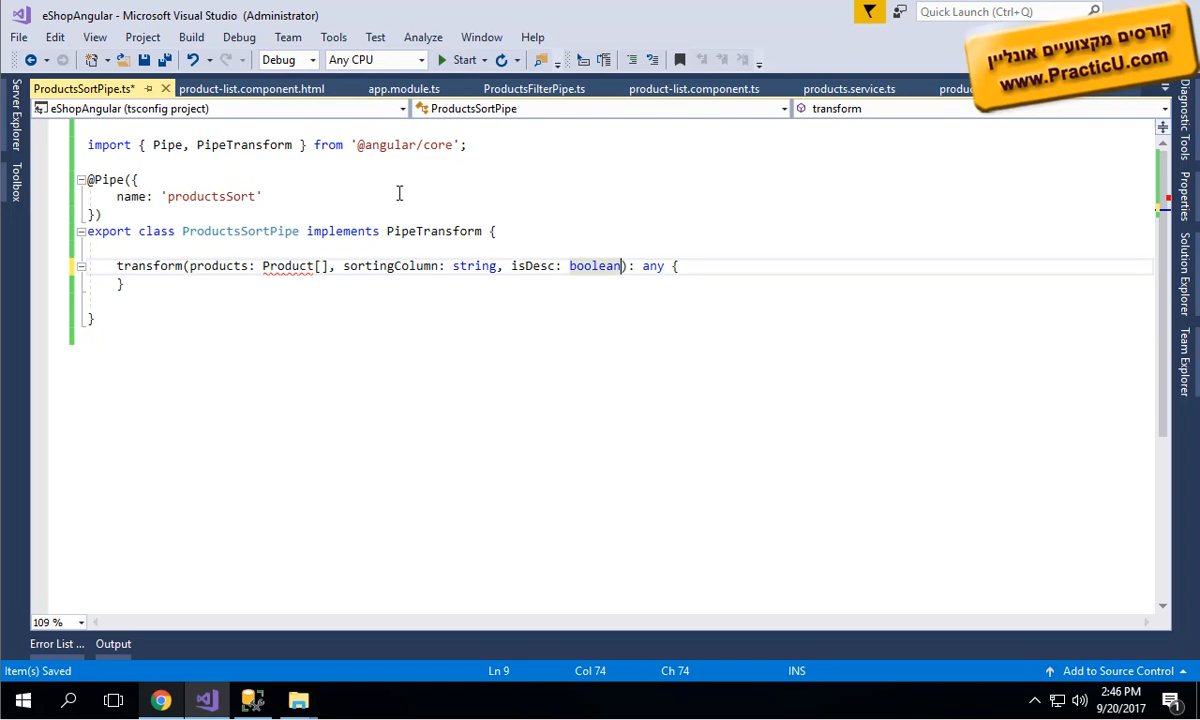 eShopAngular - Microsoft Visual Studio (Administrator)
Quick Launch (Ctrl+Q)
File Edit View Project Build Debug Team Tools Test Analyze Window Help
Debug Any CPU Start
קורסים מקצועיים אונליין
www.PracticU.com
ProductsSortPipe.ts* product-list.component.html app.module.ts ProductsFilterPipe.ts product-list.component.ts products.service.ts
eShopAngular (tsconfig project) ProductsSortPipe transform
Server Explorer
Toolbox
Diagnostic Tools
Properties
Solution Explorer
Team Explorer
import { Pipe, PipeTransform } from '@angular/core';
@Pipe({
name: 'productsSort'
})
export class ProductsSortPipe implements PipeTransform {
transform(products: Product[], sortingColumn: string, isDesc: boolean): any {
}
}
109 %
Error List ... Output
Item(s) Saved Ln 9 Col 74 Ch 74 INS Add to Source Control
2:46 PM
9/20/2017
1